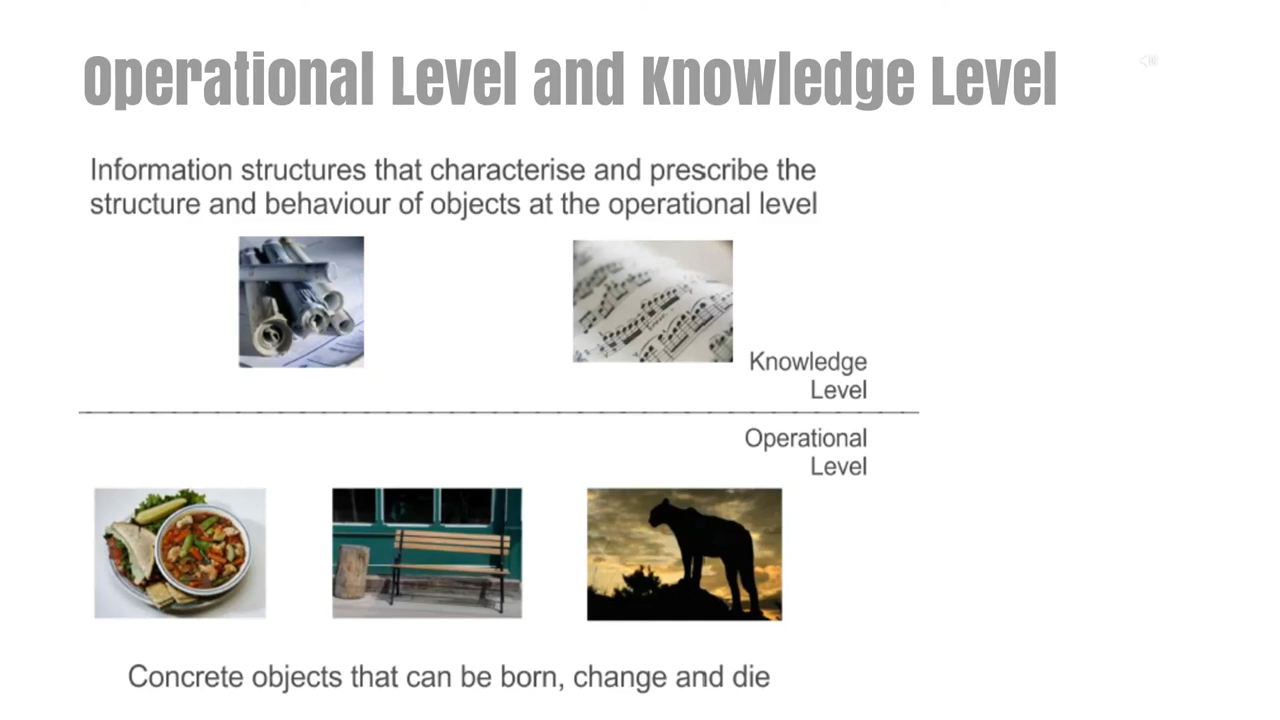 Operational Level and Knowledge Level
Information structures that characterise and prescribe the
structure and behaviour of objects at the operational level
Knowledge
Level
Operational
Level
Concrete objects that can be born, change and die